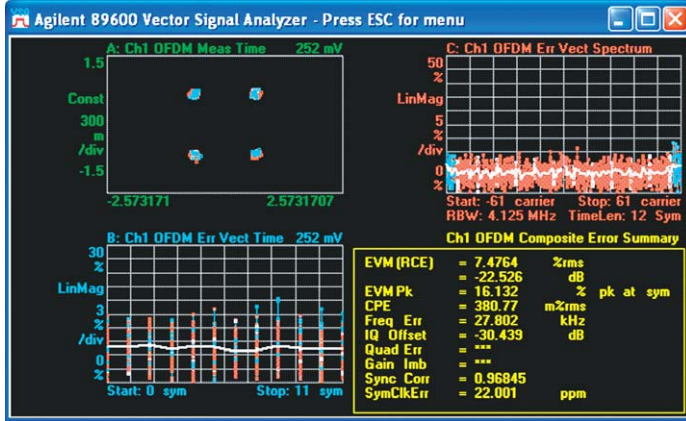 Agilent 89600 Vector Signal Analyzer - Press ESC for menu
A: Ch1 OFDM Meas Time 252 mV
1.5
Const
300
m
/div
-1.5
-2.573171 2.5731707
C: Ch1 OFDM Err Vect Spectrum
50
%
LinMag
5
%
/div
0
%
Start: -61 carrier Stop: 61 carrier
RBW: 4.125 MHz TimeLen: 12 Sym
B: Ch1 OFDM Err Vect Time 252 mV
30
%
LinMag
3
%
/div
0
%
Start: 0 sym Stop: 11 sym
Ch1 OFDM Composite Error Summary
EVM(RCE) = 7.4764 %rms
= -22.526 dB
EVM Pk = 16.132 % pk at sym
CPE = 380.77 m%rms
Freq Err = 27.802 kHz
IQ Offset = -30.439 dB
Quad Err = ***
Gain Imb = ***
Sync Corr = 0.96845
SymClkErr = 22.001 ppm